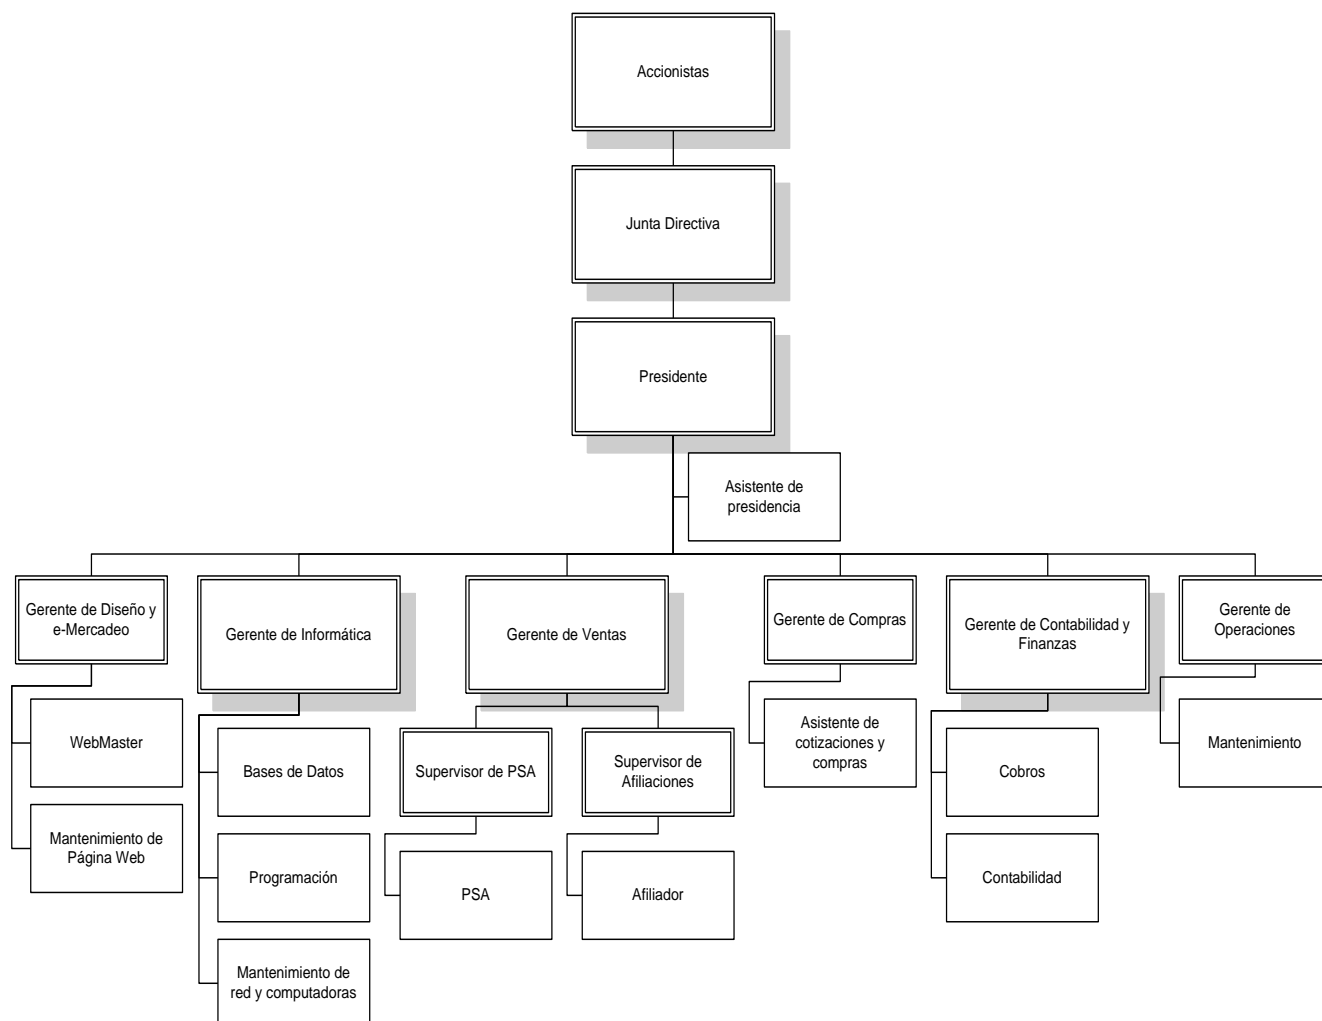 Accionistas
Junta Directiva
Presidente
Asistente de
presidencia
Gerente de Diseño y
e-Mercadeo
Gerente de Informática
Gerente de Ventas
Gerente de Compras
Gerente de Contabilidad y
Finanzas
Gerente de
Operaciones
WebMaster
Mantenimiento de
Página Web
Bases de Datos
Programación
Mantenimiento de
red y computadoras
Supervisor de PSA
PSA
Supervisor de
Afiliaciones
Afiliador
Asistente de
cotizaciones y
compras
Cobros
Contabilidad
Mantenimiento